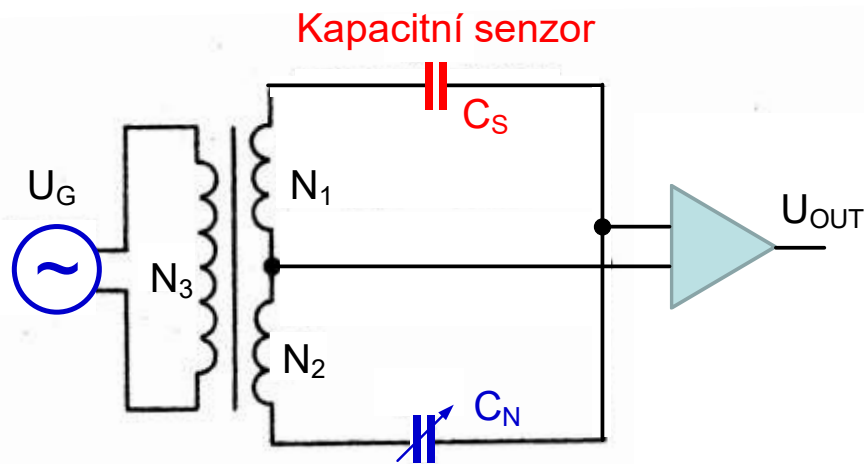 Kapacitní senzor
C_S
U_G
N_1
U_OUT
N_3
N_2
C_N
~